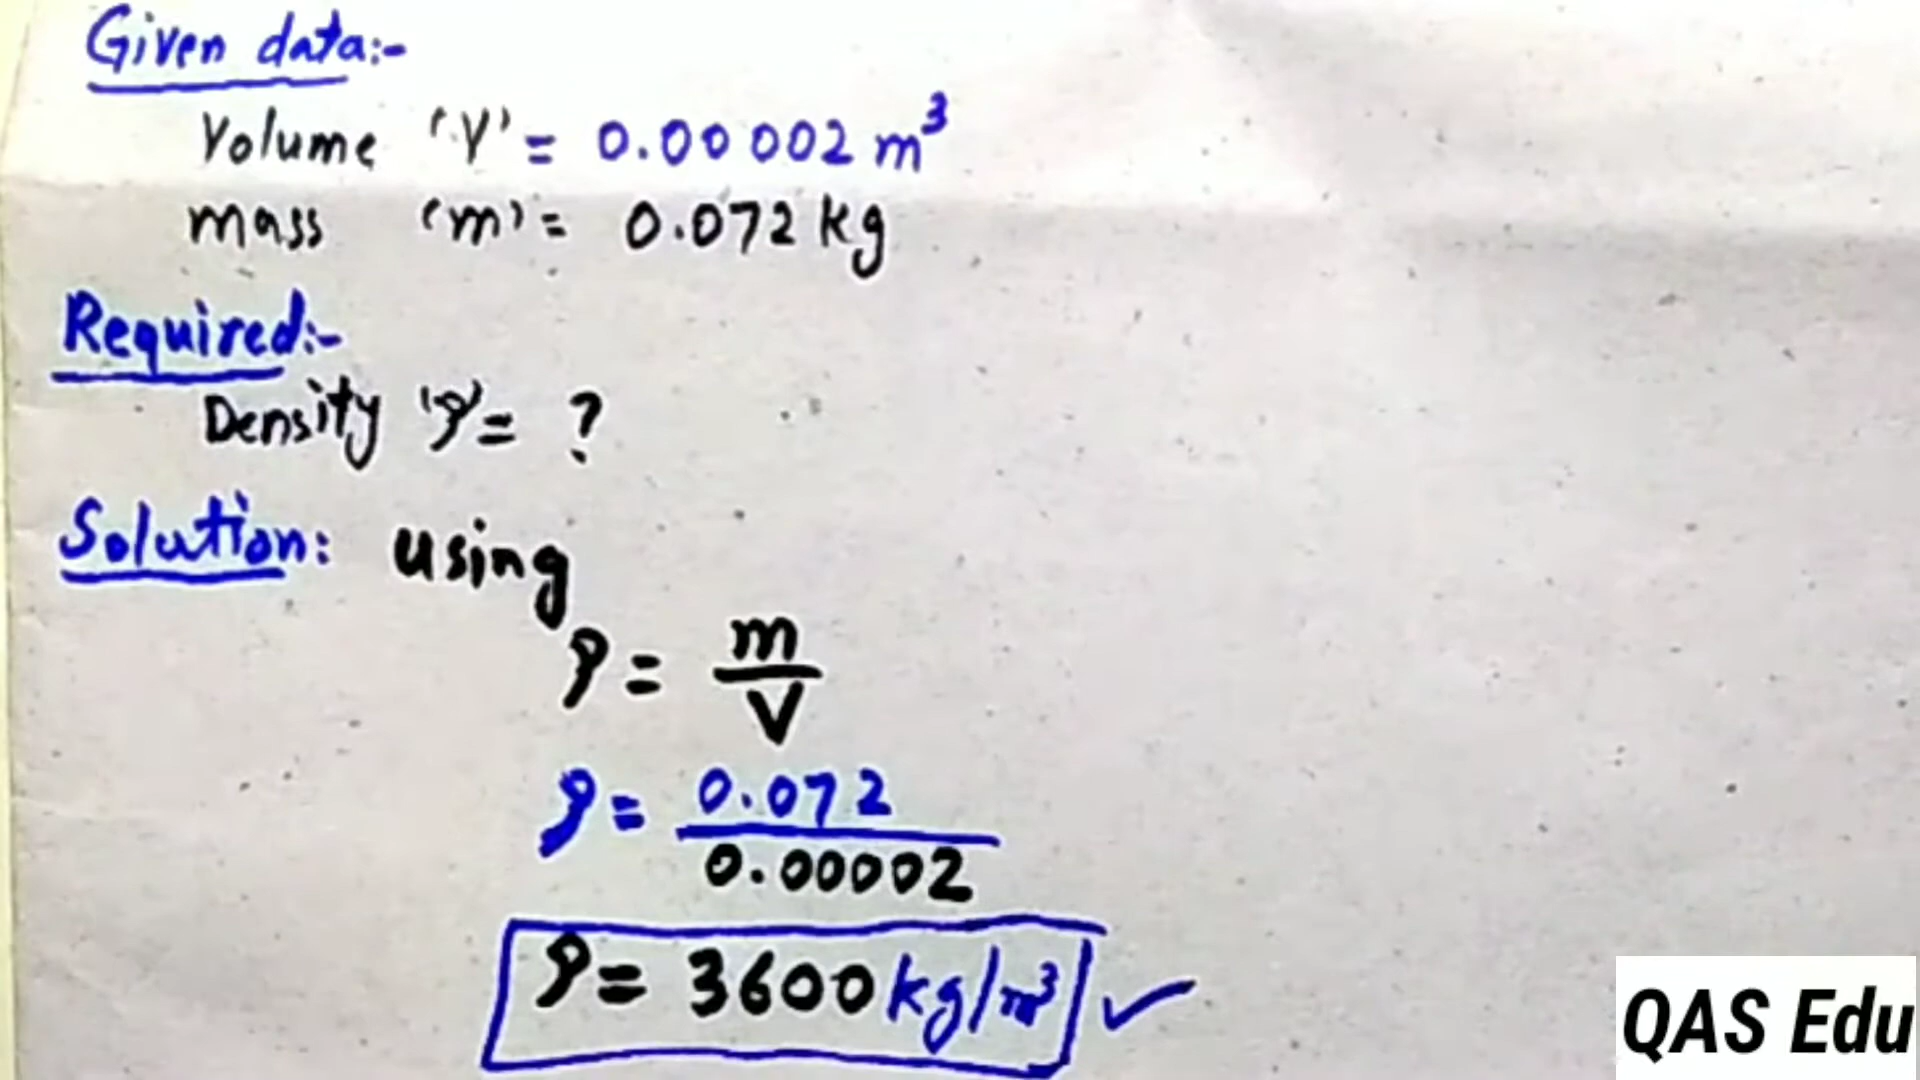 Given data:-
Volume 'V' = 0.00002 m³
mass 'm' = 0.072 kg
Required:-
Density 'ρ' = ?
Solution: using
ρ = m/V
ρ = 0.072/0.00002
ρ = 3600 kg/m³ ✓
QAS Edu